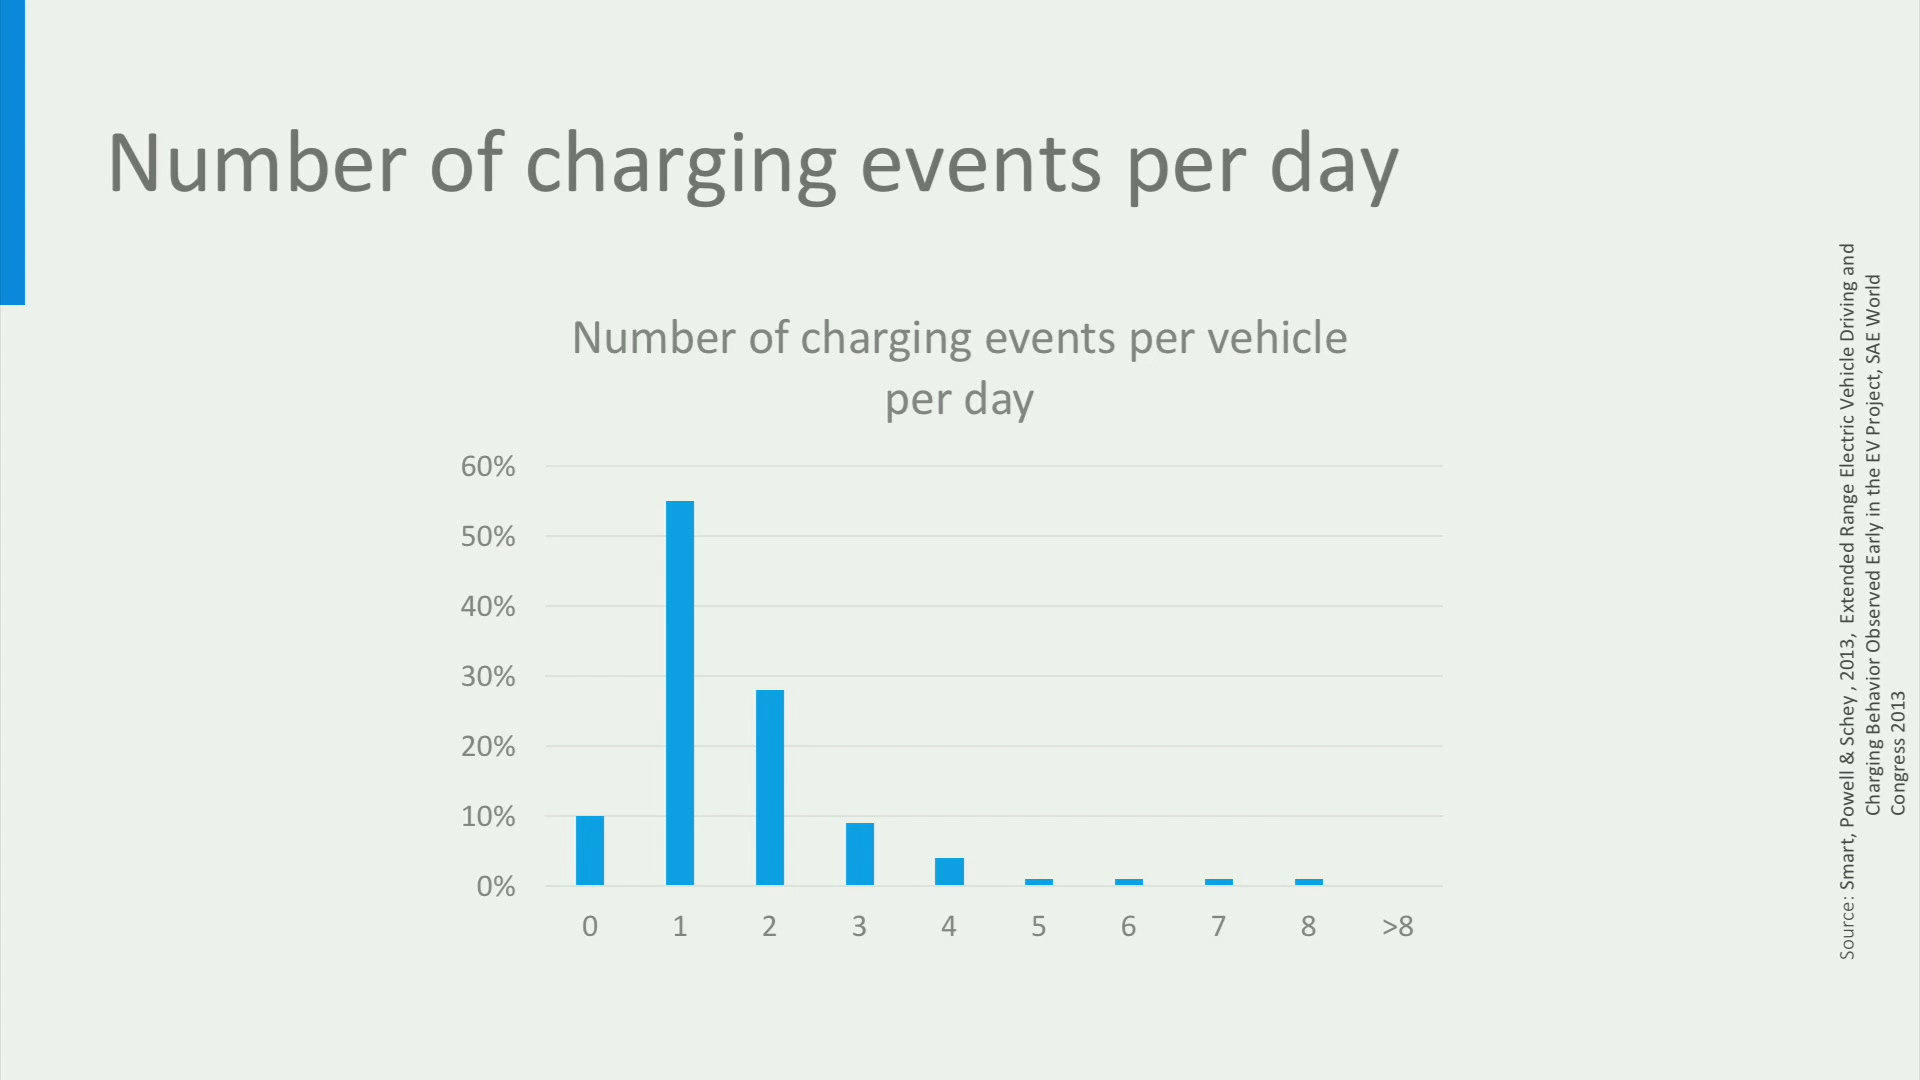 Number of charging events per day
Number of charging events per vehicle
per day
60%
50%
40%
30%
20%
10%
0%
0 1 2 3 4 5 6 7 8 >8
Source: Smart, Powell & Schey , 2013, Extended Range Electric Vehicle Driving and
Charging Behavior Observed Early in the EV Project, SAE World
Congress 2013